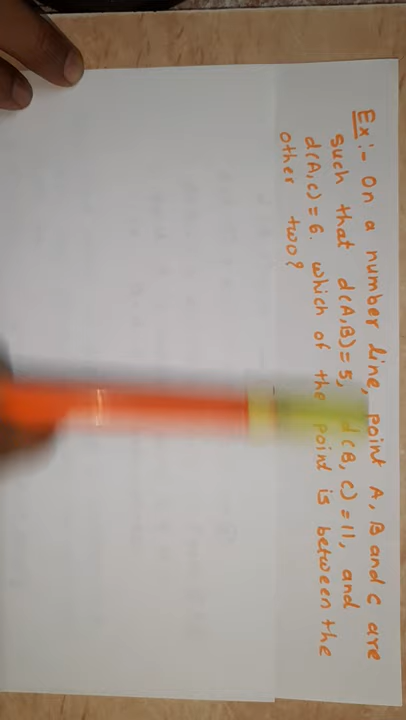 Ex:- On a number line, point A, B and C are
such that d(A,B)=5, d(B,C)=11, and
d(A,C)=6. which of the point is between the
other two?